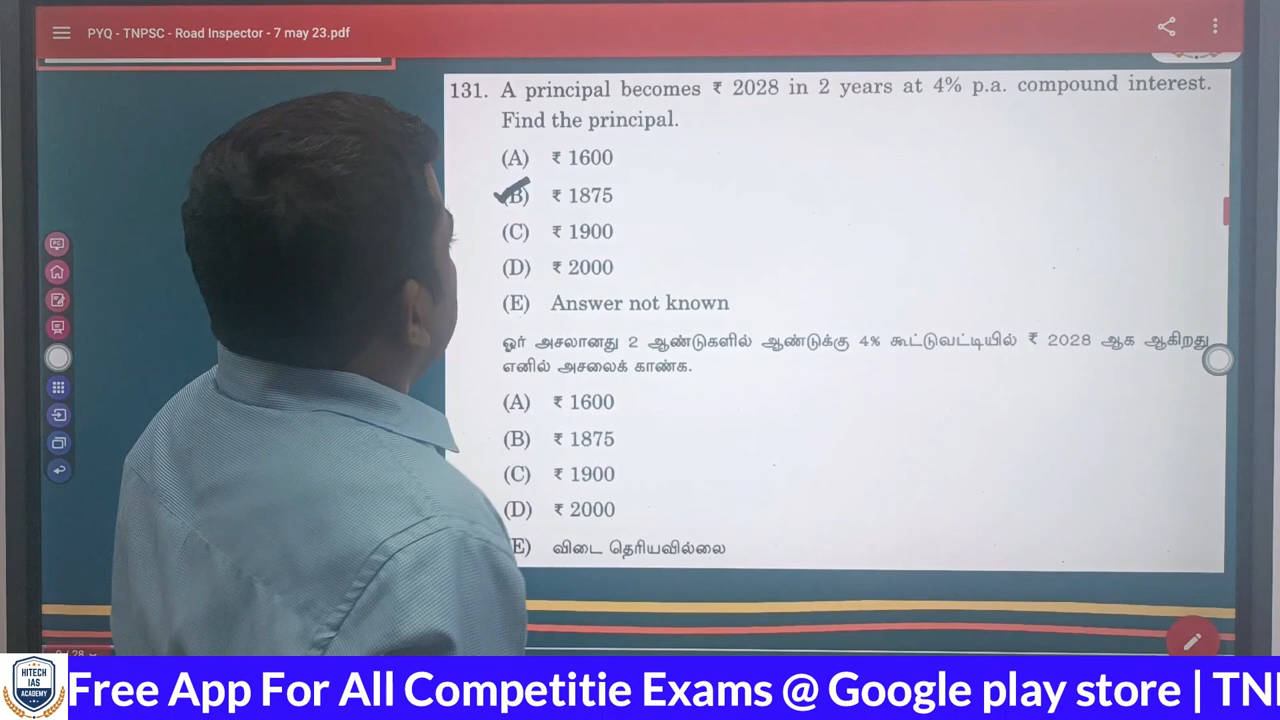 PYQ - TNPSC - Road Inspector - 7 may 23.pdf
131. A principal becomes ₹ 2028 in 2 years at 4% p.a. compound interest.
Find the principal.
(A) ₹ 1600
(B) ₹ 1875
(C) ₹ 1900
(D) ₹ 2000
(E) Answer not known
ஓர் அசலானது 2 ஆண்டுகளில் ஆண்டுக்கு 4% கூட்டுவட்டியில் ₹ 2028 ஆக ஆகிறது
எனில் அசலைக் காண்க.
(A) ₹ 1600
(B) ₹ 1875
(C) ₹ 1900
(D) ₹ 2000
E) விடை தெரியவில்லை
HITECH
IAS
ACADEMY
Free App For All Competitie Exams @ Google play store | TN